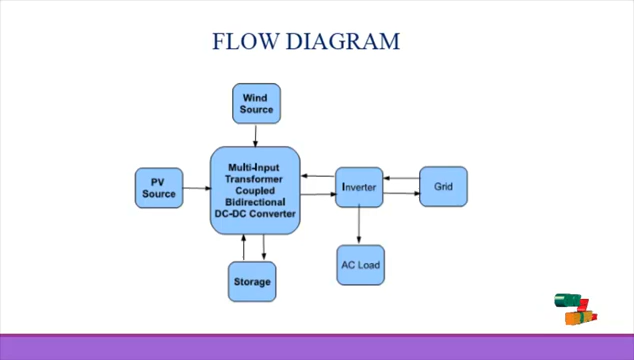 FLOW DIAGRAM
Wind
Source
Multi-Input
Transformer
Coupled
Bidirectional
DC-DC Converter
PV
Source
Inverter
Grid
AC Load
Storage